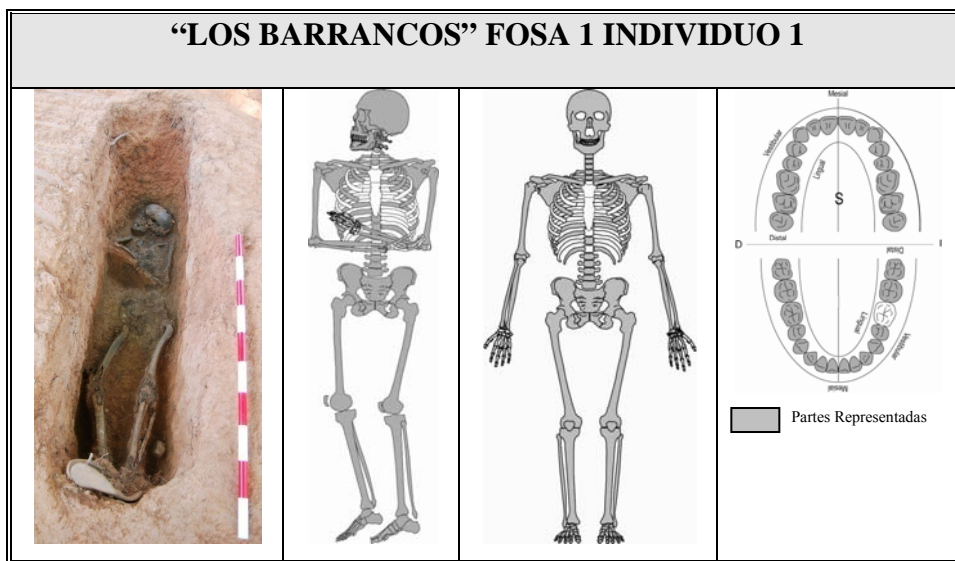 “LOS BARRANCOS” FOSA 1 INDIVIDUO 1
Mesial
Vestibular
Lingual
S
Distal
D
I
Distal
Lingual
Vestibular
Mesial
Partes Representadas